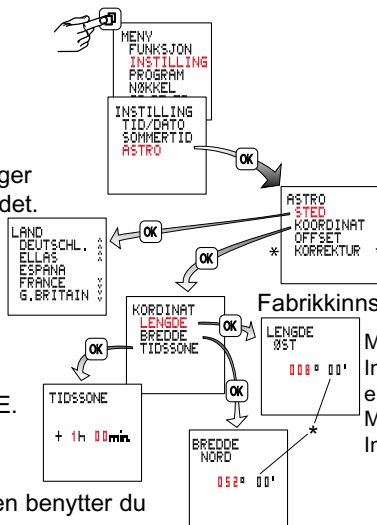 MENY
FUNKSJON
INSTILLING
PROGRAM
NØKKEL
INSTILLING
TID/DATO
SOMMERTID
ASTRO
OK
ger
det.
LAND
DEUTSCHL.
ELLAS
ESPAÑA
FRANCE
G.BRITAIN
OK
OK
ASTRO
STED
KOORDINAT
OFFSET
* KORREKTUR *
Fabrikkinns
KORDINAT
LENGDE
BREDDE
TIDSSONE
OK
OK
OK
LENGDE
ØST
008° 00'
M
In
e
M
In
*
E.
TIDSSONE
+ 1h 00min.
BREDDE
NORD
052° 00'
en benytter du